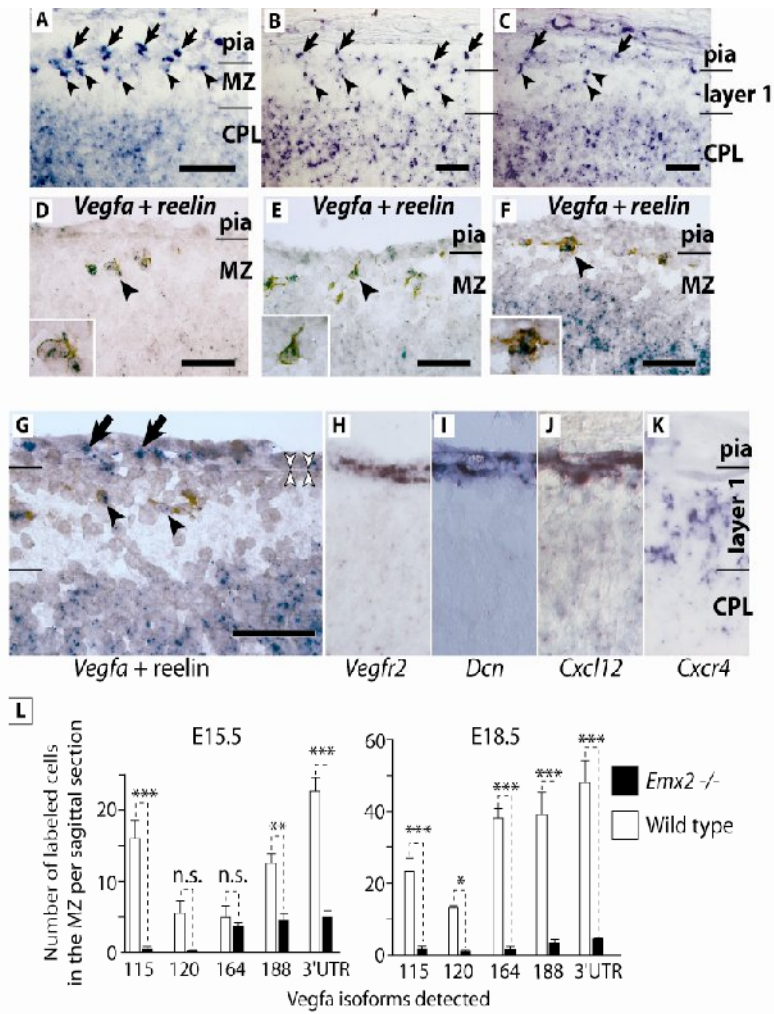 A B C
pia pia
MZ layer 1
CPL CPL
D Vegfa + reelin E Vegfa + reelin F Vegfa + reelin
pia pia pia
MZ MZ MZ
G H I J K
pia
layer 1
CPL
Vegfa + reelin Vegfr2 Dcn Cxcl12 Cxcr4
L
E15.5 E18.5
Number of labeled cells
in the MZ per sagittal section
20
10
0
60
40
20
0
*** n.s. n.s. ** ***
*** * *** *** ***
Emx2 -/-
Wild type
115 120 164 188 3'UTR 115 120 164 188 3'UTR
Vegfa isoforms detected